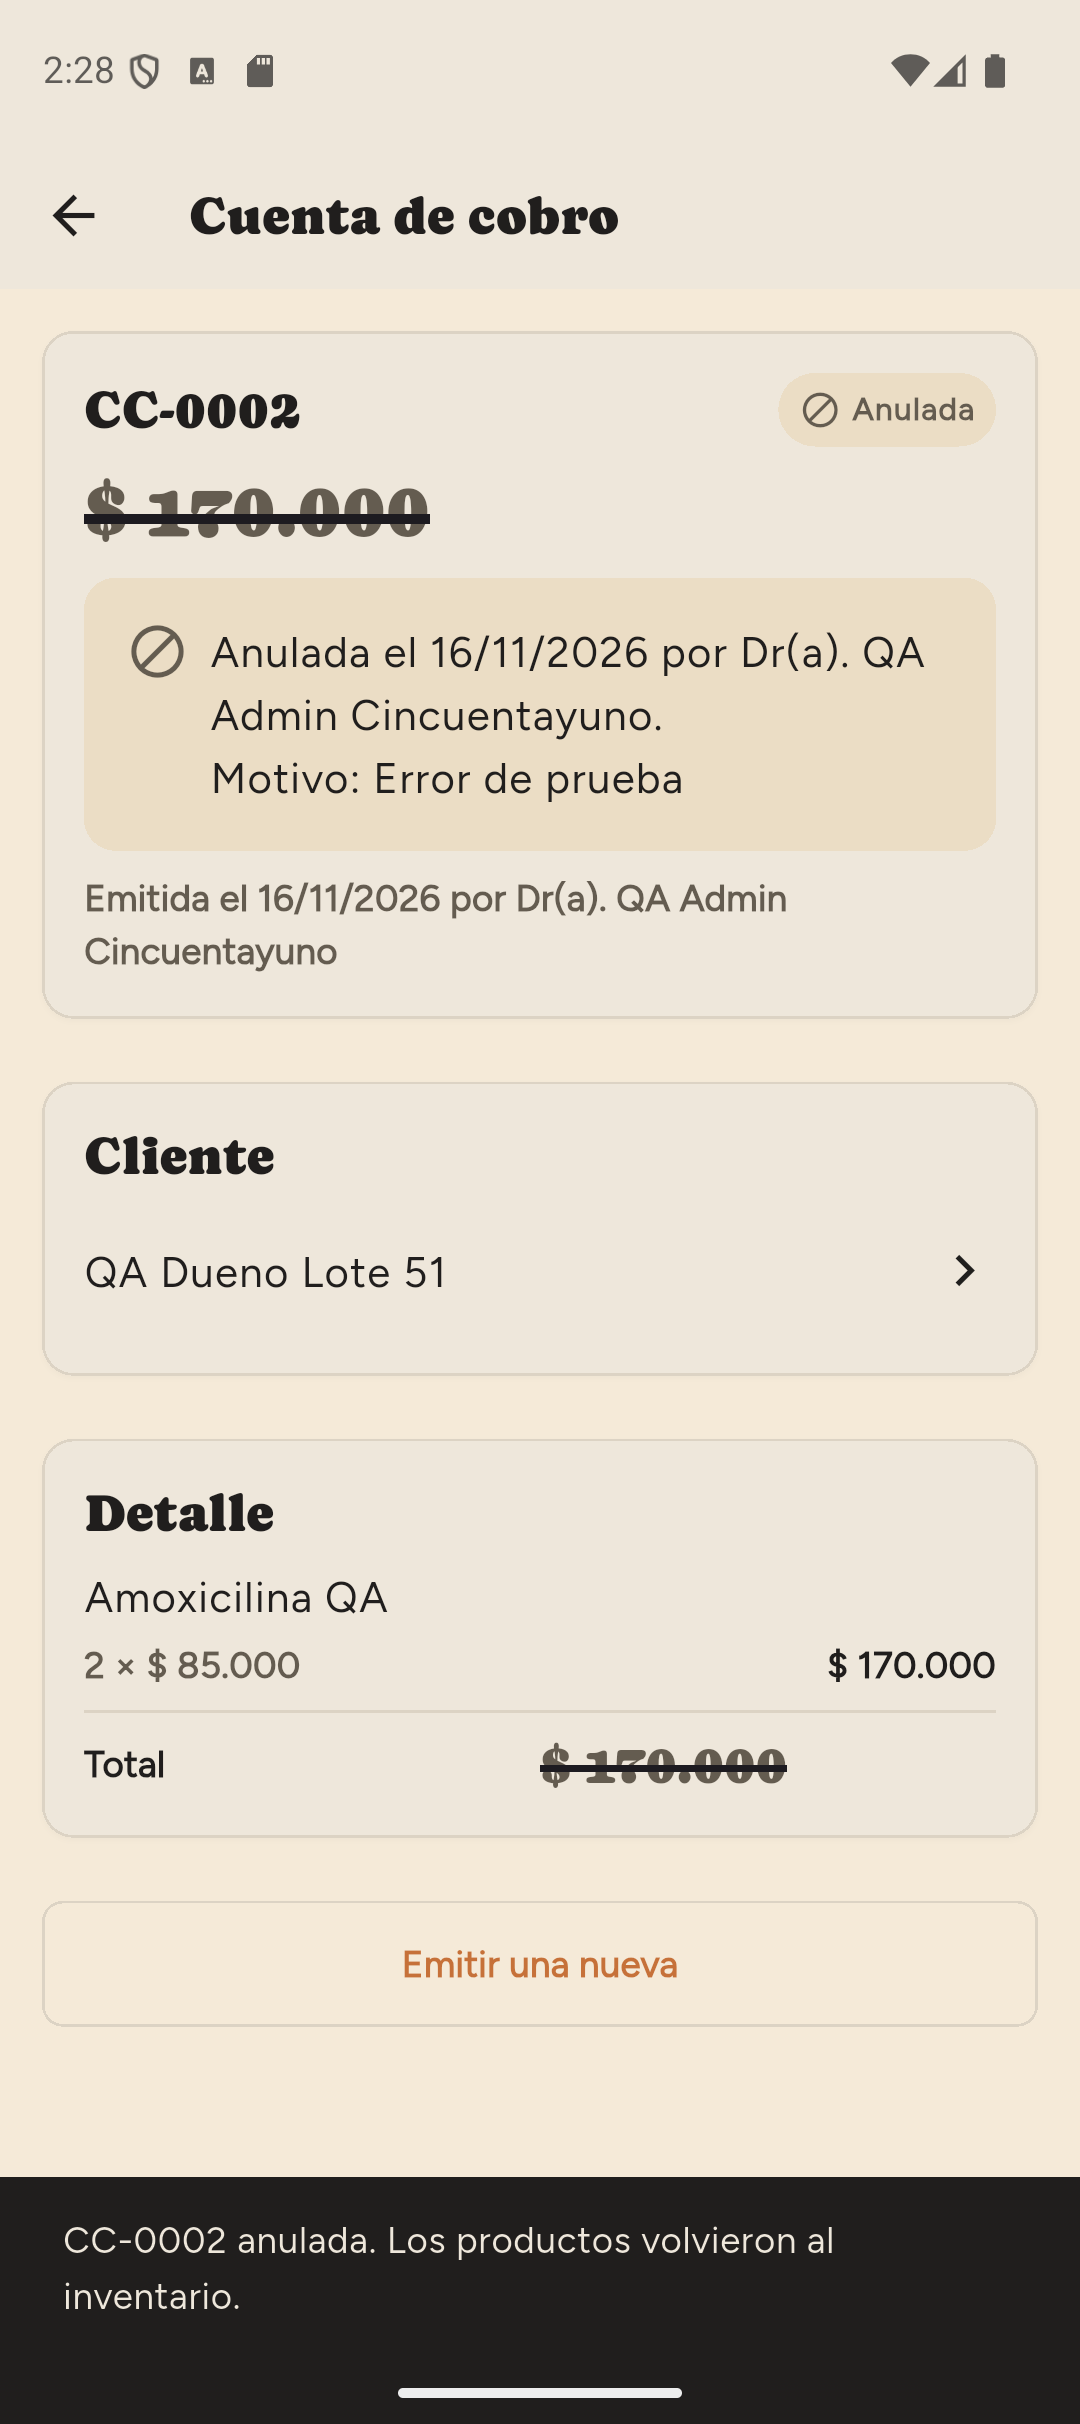 2:28
Cuenta de cobro
CC-0002
Anulada
$ 170.000
Anulada el 16/11/2026 por Dr(a). QA
Admin Cincuentayuno.
Motivo: Error de prueba
Emitida el 16/11/2026 por Dr(a). QA Admin
Cincuentayuno
Cliente
QA Dueno Lote 51
Detalle
Amoxicilina QA
2 × $ 85.000
$ 170.000
Total
$ 170.000
Emitir una nueva
CC-0002 anulada. Los productos volvieron al
inventario.